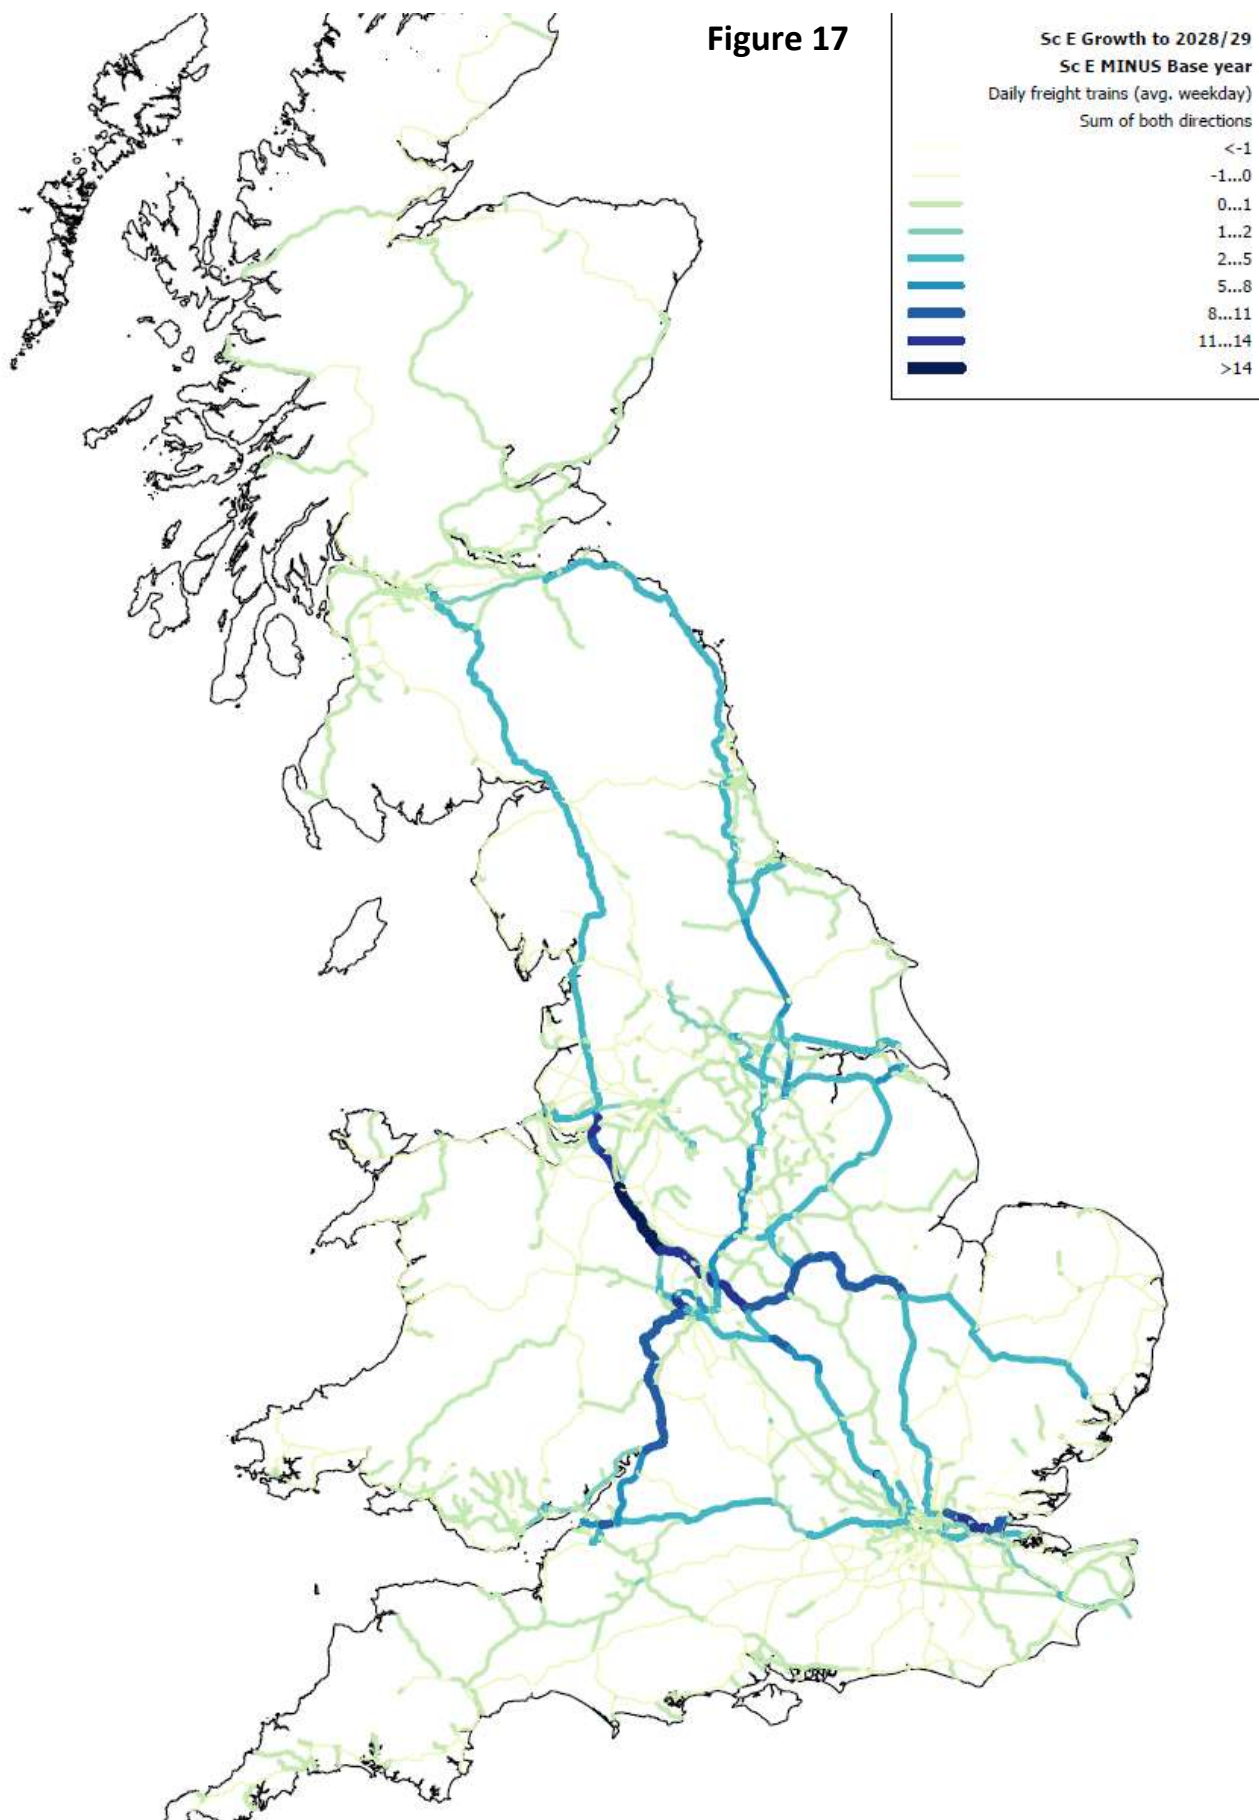 Figure 17
Sc E Growth to 2028/29
Sc E MINUS Base year
Daily freight trains (avg. weekday)
Sum of both directions
<-1
-1...0
0...1
1...2
2...5
5...8
8...11
11...14
>14